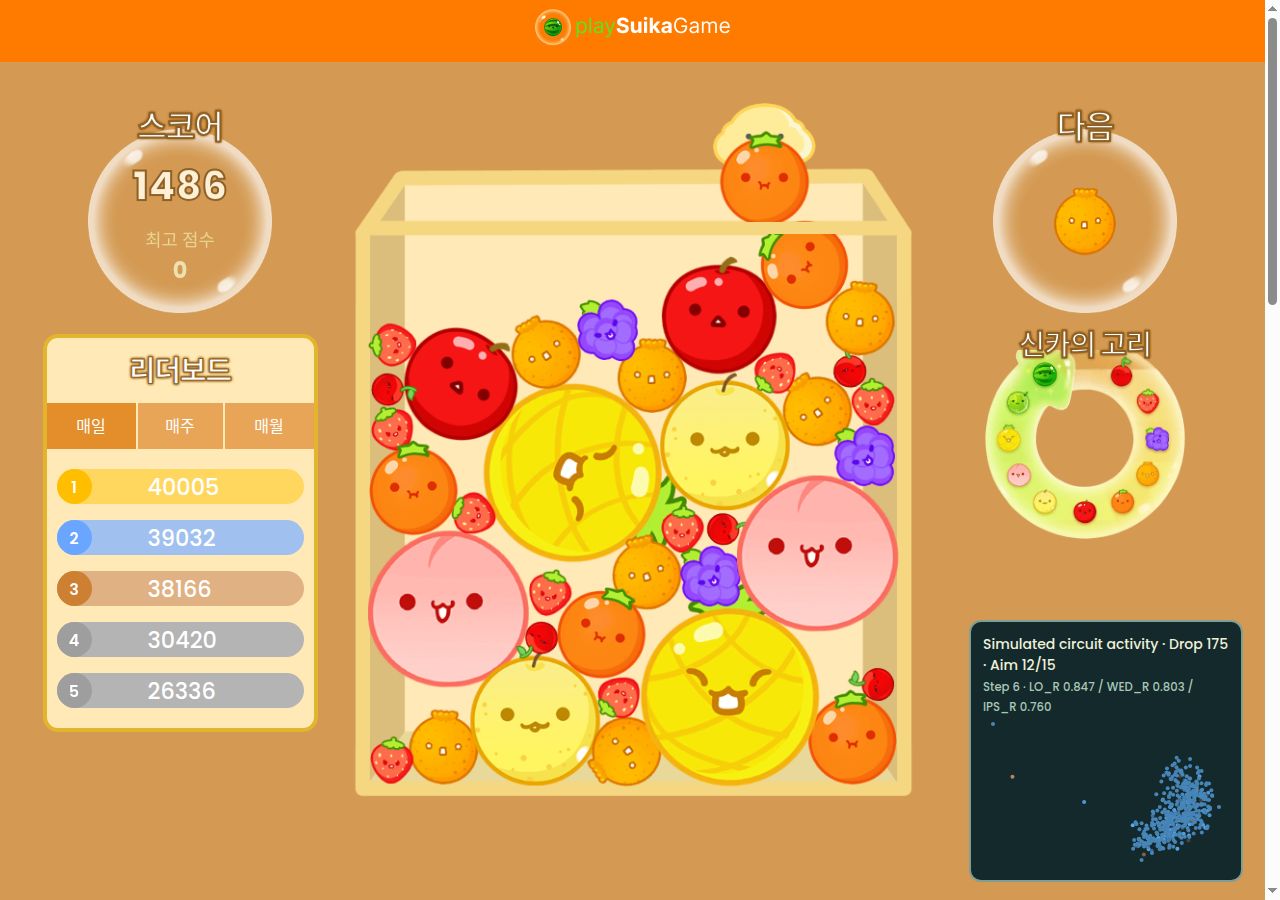 playSuikaGame
스코어
1486
최고 점수
0
리더보드
매일 매주 매월
1 40005
2 39032
3 38166
4 30420
5 26336
다음
신카의 고리
Simulated circuit activity · Drop 175
· Aim 12/15
Step 6 · LO_R 0.847 / WED_R 0.803 /
IPS_R 0.760